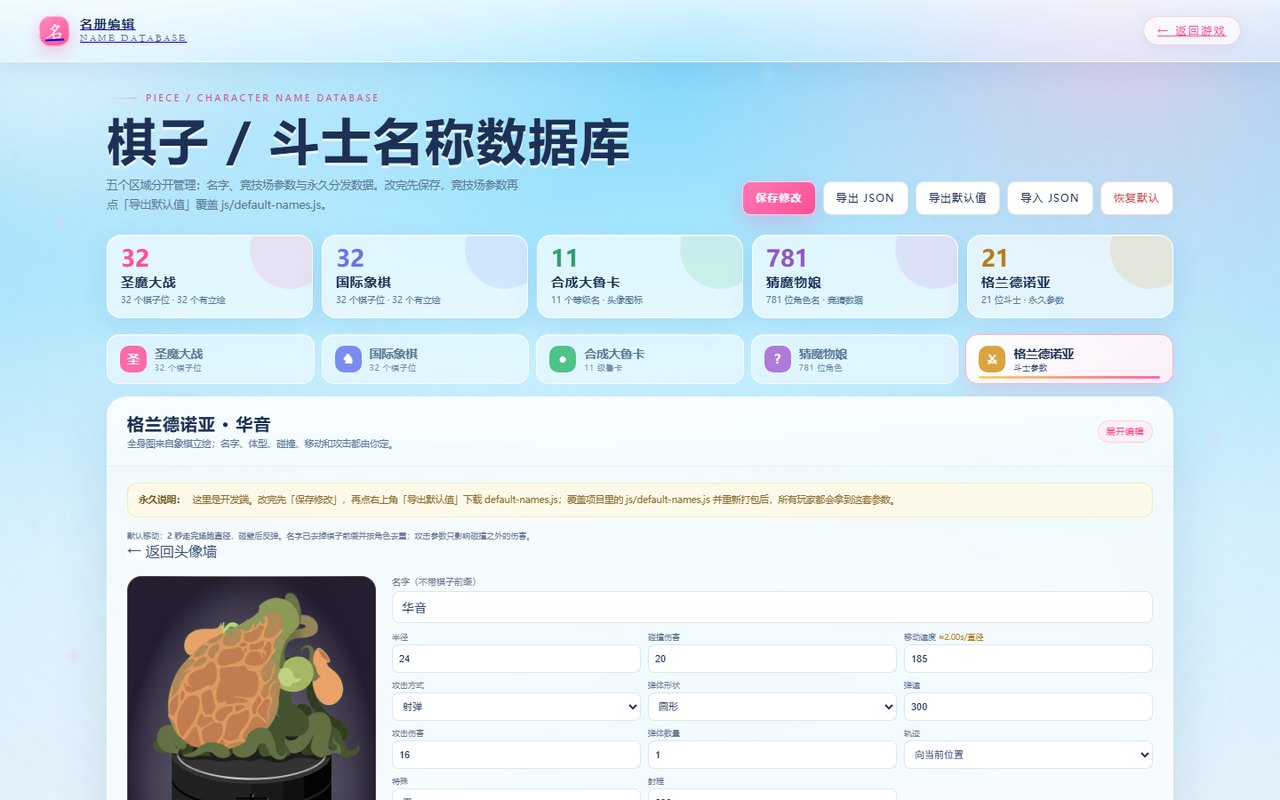 名
名册编辑
NAME DATABASE
← 返回游戏
PIECE / CHARACTER NAME DATABASE
棋子 / 斗士名称数据库
五个区域分开管理：名字、竞技场参数与永久分发数据。改完先保存，竞技场参数再
点「导出默认值」覆盖 js/default-names.js。
保存修改
导出 JSON
导出默认值
导入 JSON
恢复默认
32
圣魔大战
32 个棋子位 · 32 个有立绘
32
国际象棋
32 个棋子位 · 32 个有立绘
11
合成大鲁卡
11 个等级名 · 头像图标
781
猜魔物娘
781 位角色名 · 竞猜数据
21
格兰德诺亚
21 位斗士 · 永久参数
圣
圣魔大战
32 个棋子位
国际象棋
32 个棋子位
合成大鲁卡
11 级鲁卡
?
猜魔物娘
781 位角色
格兰德诺亚
斗士参数
格兰德诺亚 · 华音
全身图来自象棋立绘；名字、体型、碰撞、移动和攻击都由你定。
展开编辑
永久说明： 这里是开发端。改完先「保存修改」，再点右上角「导出默认值」下载 default-names.js；覆盖项目里的 js/default-names.js 并重新打包后，所有玩家都会拿到这套参数。
默认移动：2 秒走完场地直径，碰壁后反弹。名字已去掉棋子前缀并按角色去重；攻击参数只影响碰撞之外的伤害。
← 返回头像墙
名字（不带棋子前缀）
华音
半径
碰撞伤害
移动速度 ≈2.00s/直径
24
20
185
攻击方式
弹体形状
弹速
射弹
圆形
300
攻击伤害
弹体数量
轨迹
16
1
向当前位置
特殊
射程